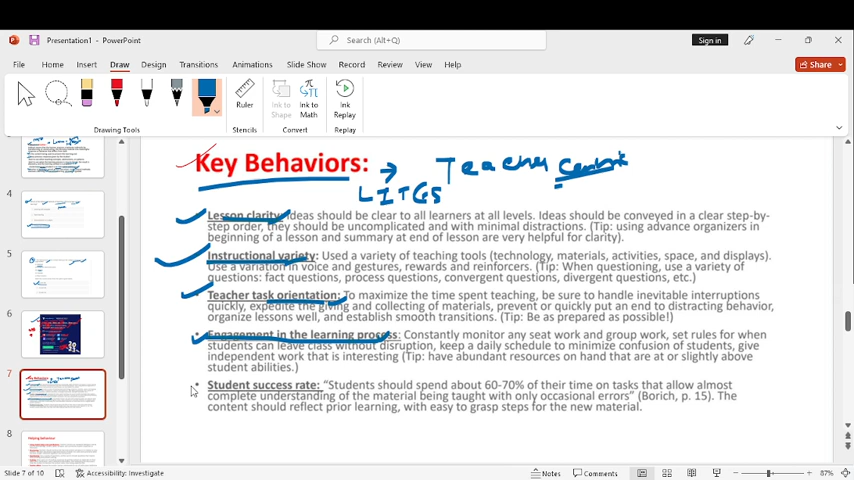 Presentation1 - PowerPoint
Search (Alt+Q)
Sign in
File Home Insert Draw Design Transitions Animations Slide Show Record Review View Help
Share
Ruler
Ink to Shape
Ink to Math
Ink Replay
Drawing Tools
Stencils
Convert
Replay
4
5
6
7
8
Key Behaviors:
→ Teacher
• Lesson clarity: Ideas should be clear to all learners at all levels. Ideas should be conveyed in a clear step-by-
step order, they should be uncomplicated and with minimal distractions. (Tip: using advance organizers in
beginning of a lesson and summary at end of lesson are very helpful for clarity).
• Instructional variety: Used a variety of teaching tools (technology, materials, activities, space, and displays).
Use a variation in voice and gestures, rewards and reinforcers. (Tip: When questioning, use a variety of
questions: fact questions, process questions, convergent questions, divergent questions, etc.)
• Teacher task orientation: To maximize the time spent teaching, be sure to handle inevitable interruptions
quickly, expedite the giving and collecting of materials, prevent or quickly put an end to distracting behavior,
organize lessons well, and establish smooth transitions. (Tip: Be as prepared as possible!)
• Engagement in the learning process: Constantly monitor any seat work and group work, set rules for when
students can leave class without disruption, keep a daily schedule to minimize confusion of students, give
independent work that is interesting (Tip: have abundant resources on hand that are at or slightly above
student abilities.)
• Student success rate: “Students should spend about 60-70% of their time on tasks that allow almost
complete understanding of the material being taught with only occasional errors” (Borich, p. 15). The
content should reflect prior learning, with easy to grasp steps for the new material.
Slide 7 of 10
Accessibility: Investigate
Notes
Comments
87%